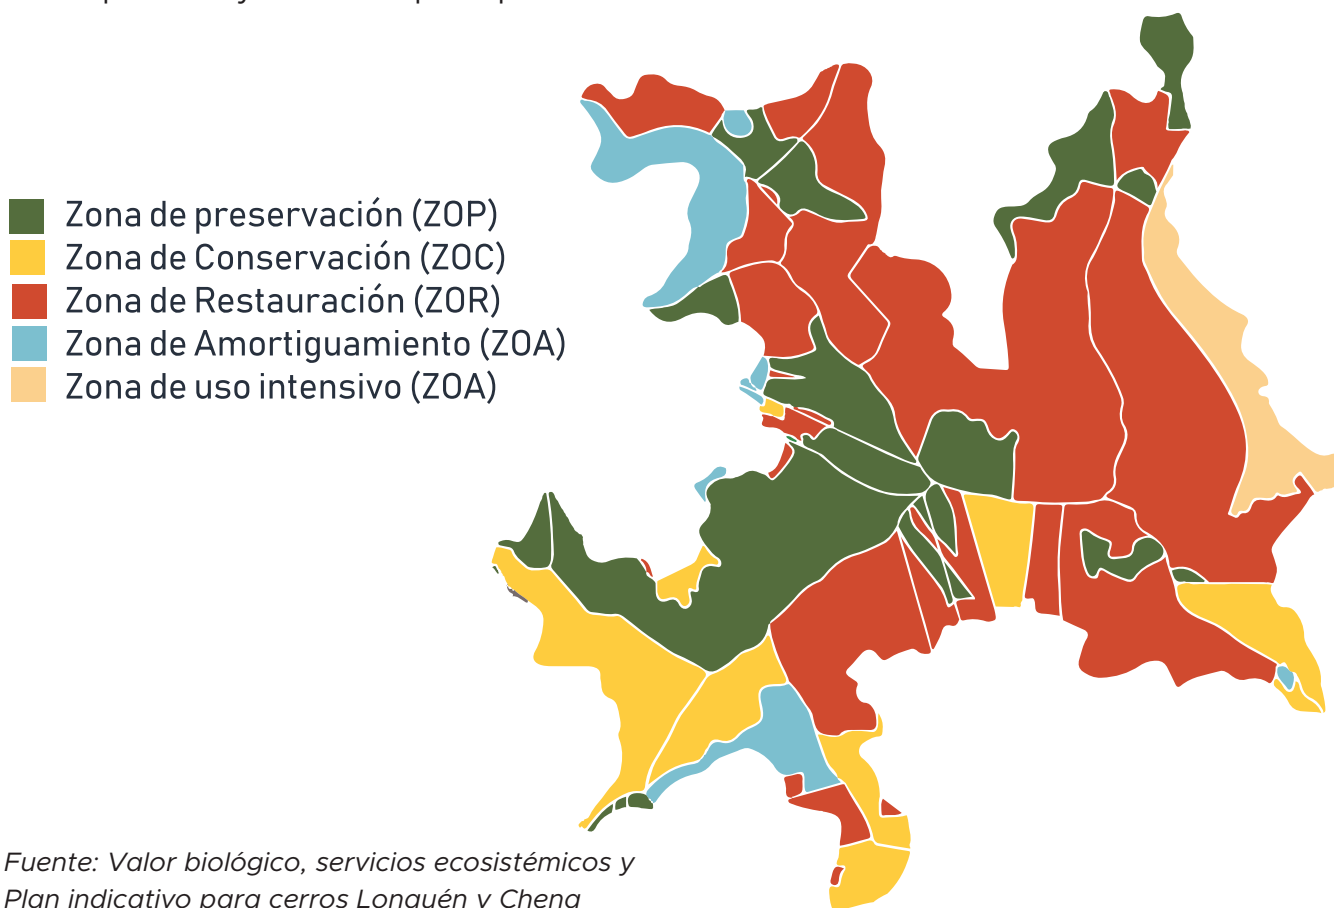 Zona de preservación (ZOP)
Zona de Conservación (ZOC)
Zona de Restauración (ZOR)
Zona de Amortiguamiento (ZOA)
Zona de uso intensivo (ZOA)
Fuente: Valor biológico, servicios ecosistémicos y
Plan indicativo para cerros Lonquén y Chena